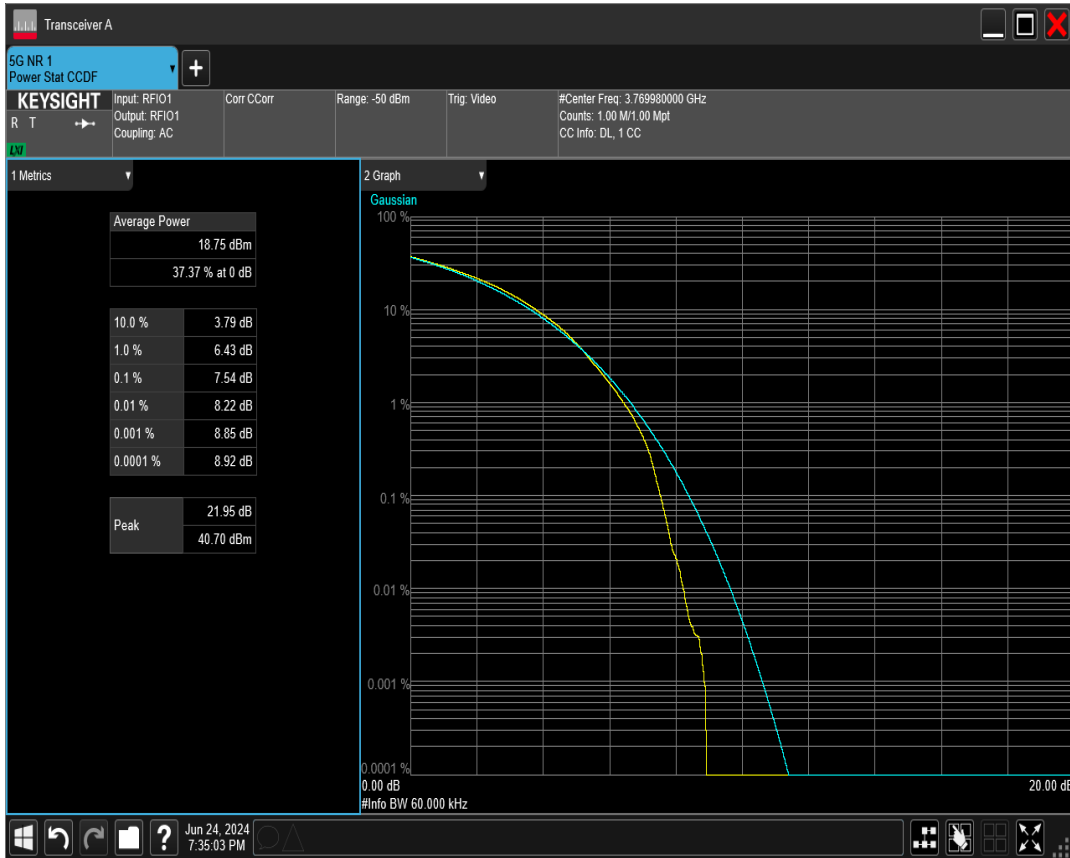 Transceiver A
5G NR 1
Power Stat CCDF
KEYSIGHT
R T
LXI
Input: RFIO1
Output: RFIO1
Coupling: AC
Corr CCorr
Range: -50 dBm
Trig: Video
#Center Freq: 3.769980000 GHz
Counts: 1.00 M/1.00 Mpt
CC Info: DL, 1 CC
1 Metrics
Average Power
18.75 dBm
37.37 % at 0 dB
10.0 % 3.79 dB
1.0 % 6.43 dB
0.1 % 7.54 dB
0.01 % 8.22 dB
0.001 % 8.85 dB
0.0001 % 8.92 dB
Peak
21.95 dB
40.70 dBm
2 Graph
Gaussian
100 %
10 %
1 %
0.1 %
0.01 %
0.001 %
0.0001 %
0.00 dB
20.00 dB
#Info BW 60.000 kHz
?
Jun 24, 2024
7:35:03 PM